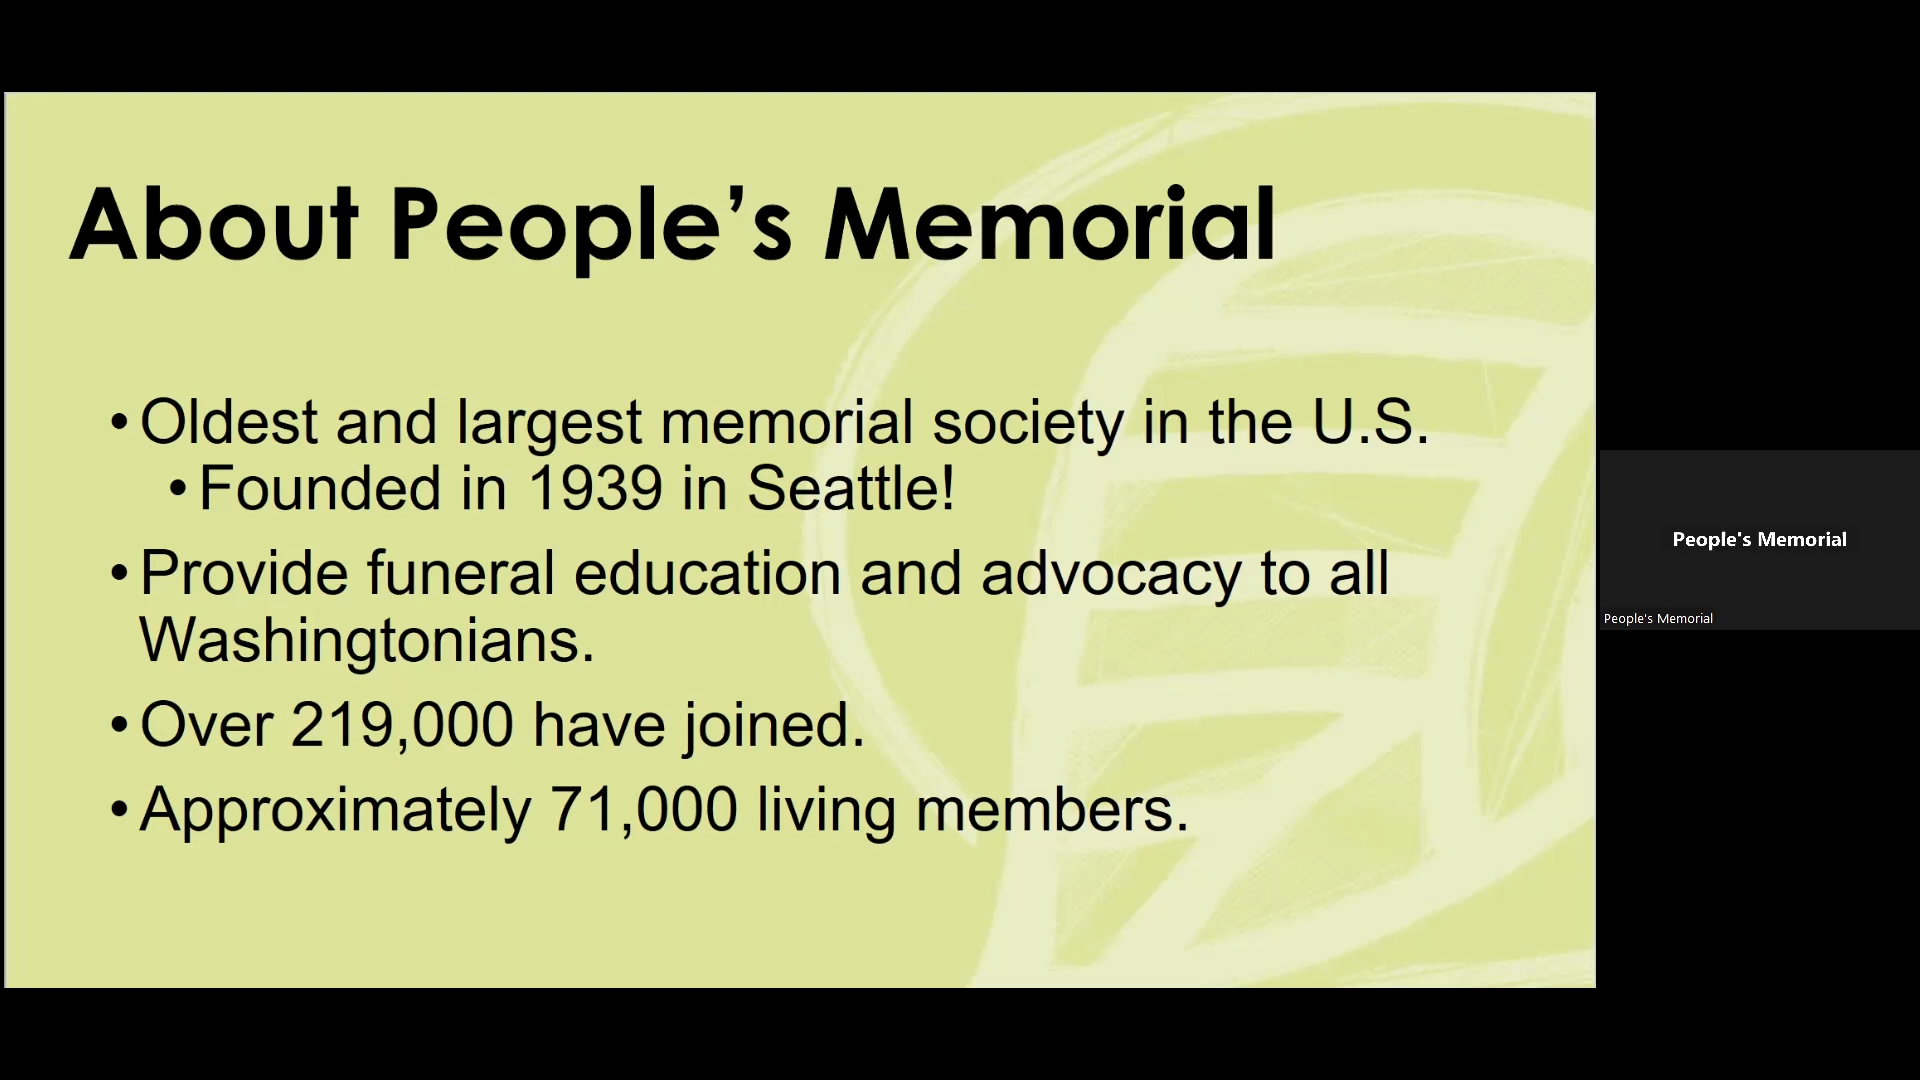 About People’s Memorial
• Oldest and largest memorial society in the U.S.
• Founded in 1939 in Seattle!
• Provide funeral education and advocacy to all
Washingtonians.
• Over 219,000 have joined.
• Approximately 71,000 living members.
People's Memorial
People's Memorial